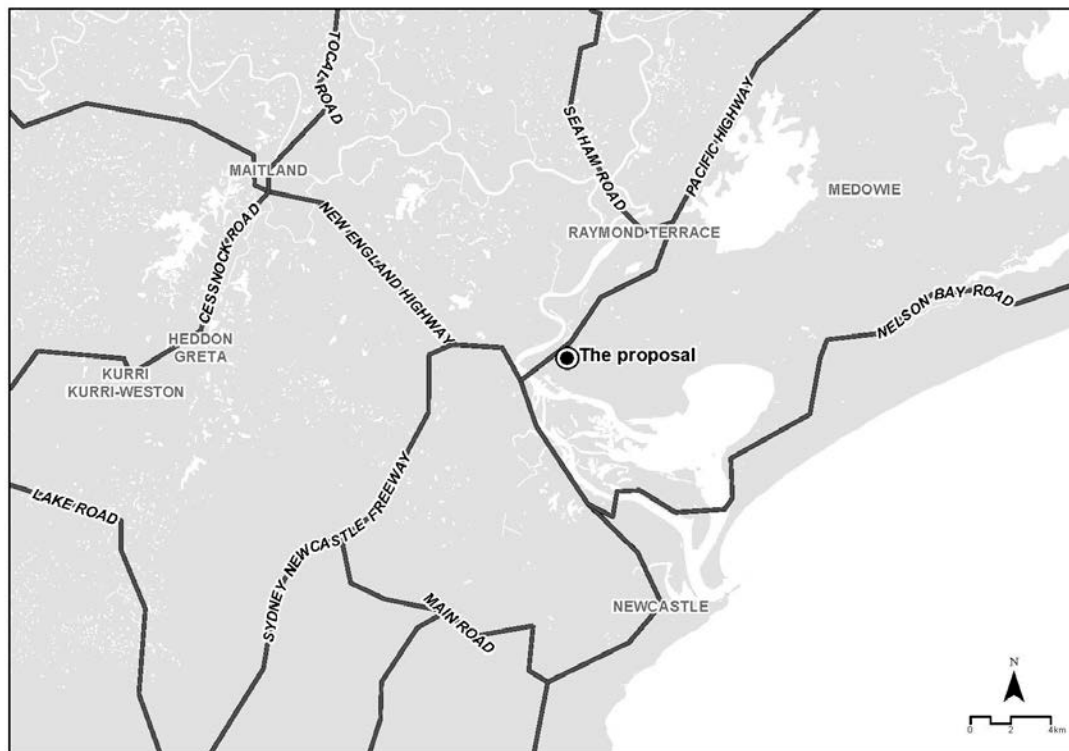 TOCAL ROAD
SEAHAM ROAD
PACIFIC HIGHWAY
MAITLAND
MEDOWIE
NEW ENGLAND HIGHWAY
CESSNOCK ROAD
RAYMOND TERRACE
NELSON BAY ROAD
HEDDON
GRETA
The proposal
KURRI
KURRI-WESTON
LAKE ROAD
SYDNEY-NEWCASTLE FREEWAY
MAIN ROAD
NEWCASTLE
N
0 2 4km